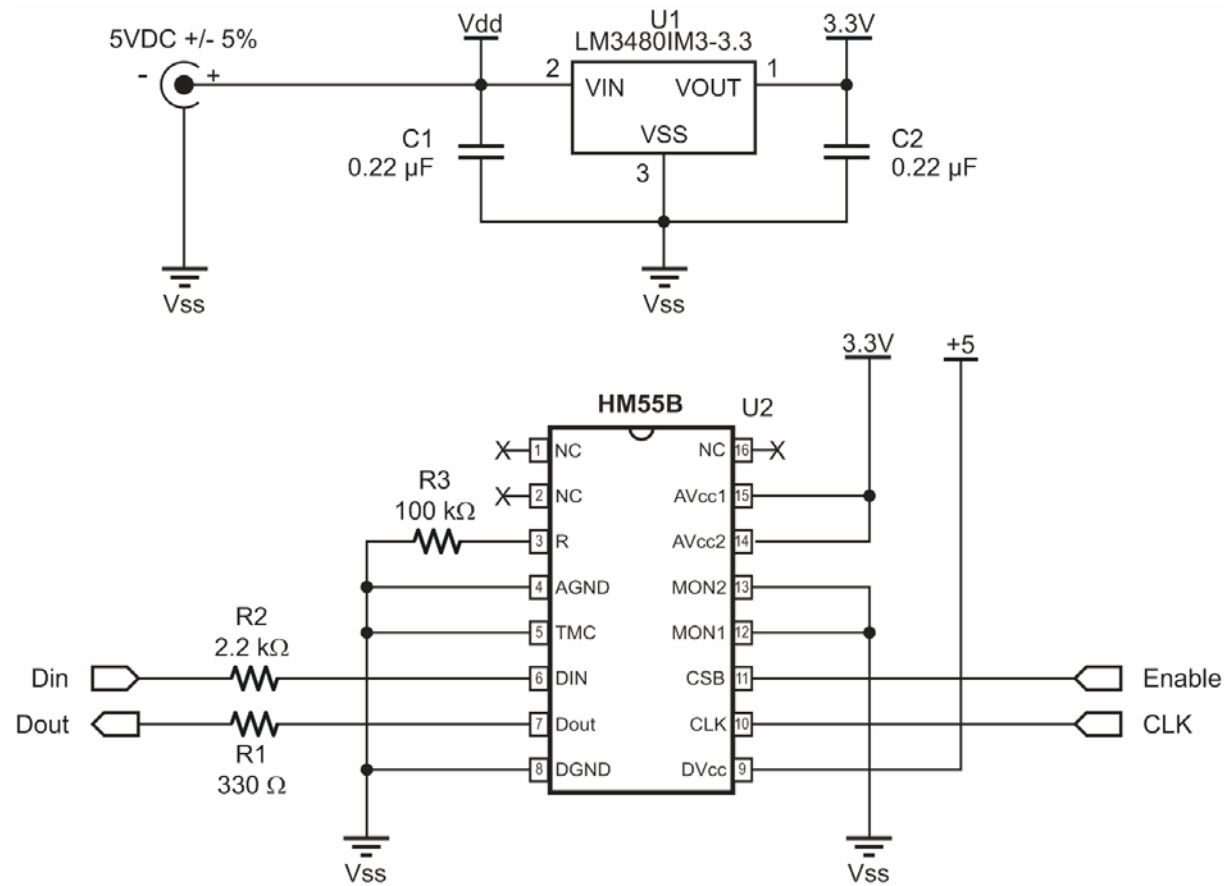 5VDC +/- 5%
- +
Vdd
U1
LM3480IM3-3.3
3.3V
2
VIN
VOUT
1
VSS
3
C1
0.22 µF
C2
0.22 µF
Vss
Vss
3.3V
+5
HM55B
U2
1 NC
NC 16
2 NC
AVcc1 15
R3
100 kΩ
3 R
AVcc2 14
4 AGND
MON2 13
5 TMC
MON1 12
R2
2.2 kΩ
Din
6 DIN
CSB 11
Enable
Dout
7 Dout
CLK 10
CLK
R1
330 Ω
8 DGND
DVcc 9
Vss
Vss